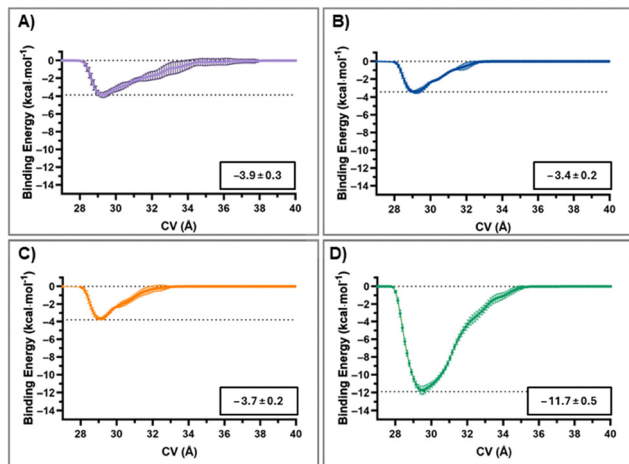 A)
Binding Energy (kcal·mol⁻¹)
1
0
−2
−4
−6
−8
−10
−12
−14
28 30 32 34 36 38 40
CV (Å)
−3.9 ± 0.3
B)
Binding Energy (kcal·mol⁻¹)
0
−2
−4
−6
−8
−10
−12
−14
28 30 32 34 36 38 40
CV (Å)
−3.4 ± 0.2
C)
Binding Energy (kcal·mol⁻¹)
0
−2
−4
−6
−8
−10
−12
−14
28 30 32 34 36 38 40
CV (Å)
−3.7 ± 0.2
D)
Binding Energy (kcal·mol⁻¹)
0
−2
−4
−6
−8
−10
−12
−14
28 30 32 34 36 38 40
CV (Å)
−11.7 ± 0.5